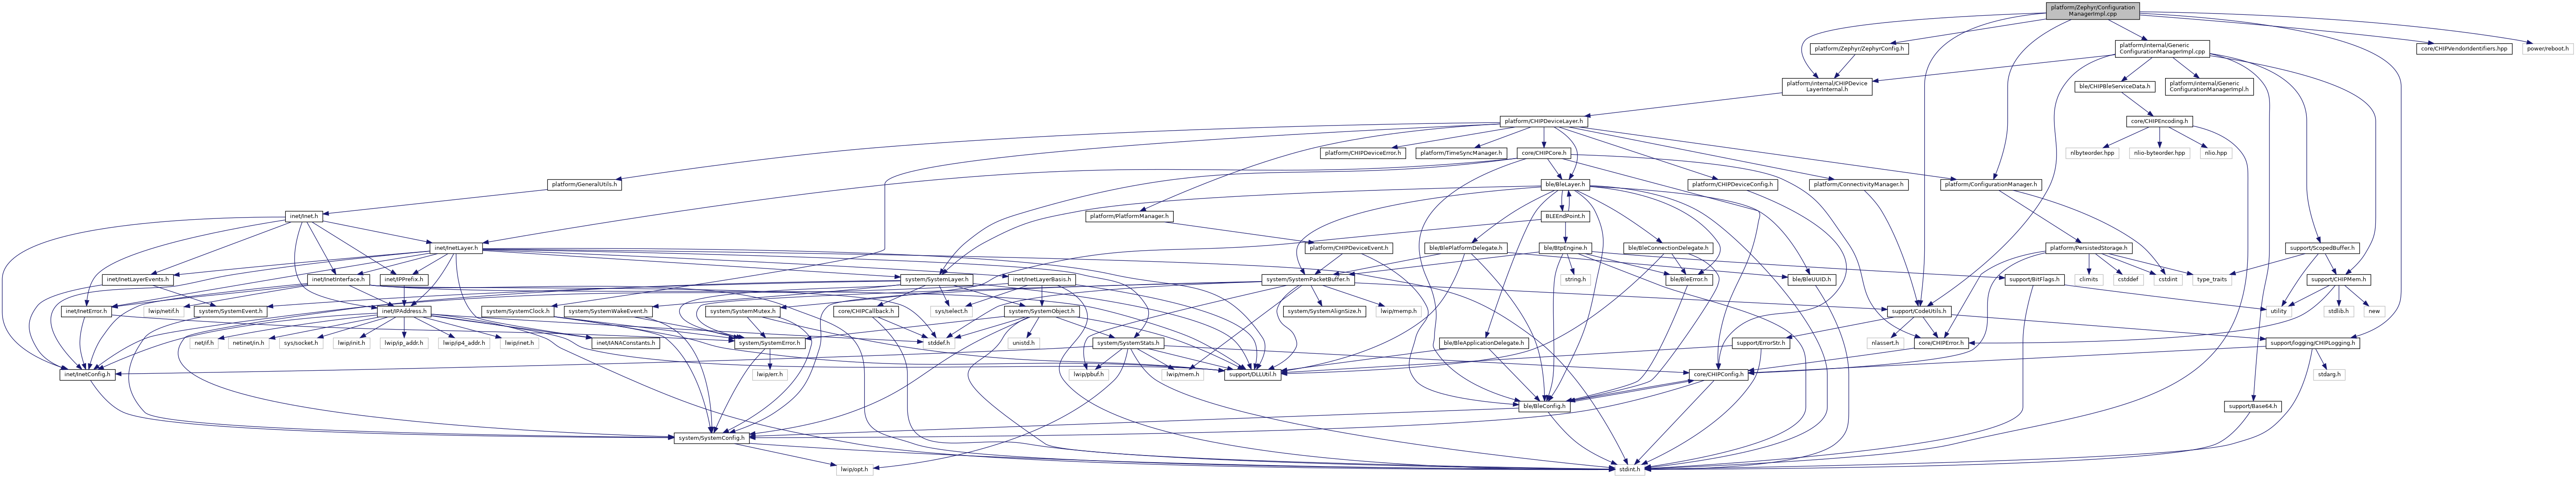 platform/Zephyr/Configuration
ManagerImpl.cpp
platform/Zephyr/ZephyrConfig.h
platform/Internal/Generic
ConfigurationManagerImpl.cpp
core/CHIPVendorIdentifiers.hpp
power/reboot.h
platform/internal/CHIPDevice
LayerInternal.h
ble/CHIPBleServiceData.h
platform/internal/Generic
ConfigurationManagerImpl.h
platform/CHIPDeviceLayer.h
core/CHIPEncoding.h
platform/CHIPDeviceError.h
platform/TimeSyncManager.h
core/CHIPCore.h
nlbyteorder.hpp
nlio-byteorder.hpp
nlio.hpp
platform/GeneralUtils.h
ble/BleLayer.h
platform/CHIPDeviceConfig.h
platform/ConnectivityManager.h
platform/ConfigurationManager.h
inet/Inet.h
platform/PlatformManager.h
BLEEndPoint.h
inet/InetLayer.h
platform/CHIPDeviceEvent.h
ble/BlePlatformDelegate.h
ble/BtpEngine.h
ble/BleConnectionDelegate.h
platform/PersistedStorage.h
support/ScopedBuffer.h
inet/InetLayerEvents.h
inet/InetInterface.h
inet/IPPrefix.h
system/SystemLayer.h
inet/InetLayerBasis.h
system/SystemPacketBuffer.h
string.h
ble/BleError.h
ble/BleUUID.h
support/BitFlags.h
climits
cstddef
cstdint
type_traits
support/CHIPMem.h
inet/InetError.h
lwip/netif.h
system/SystemEvent.h
inet/IPAddress.h
system/SystemClock.h
system/SystemWakeEvent.h
system/SystemMutex.h
core/CHIPCallback.h
sys/select.h
system/SystemObject.h
system/SystemAlignSize.h
lwip/memp.h
support/CodeUtils.h
utility
stdlib.h
new
net/if.h
netinet/in.h
sys/socket.h
lwip/init.h
lwip/ip_addr.h
lwip/ip4_addr.h
lwip/inet.h
inet/IANAConstants.h
system/SystemError.h
stddef.h
unistd.h
system/SystemStats.h
ble/BleApplicationDelegate.h
support/ErrorStr.h
nlassert.h
core/CHIPError.h
support/logging/CHIPLogging.h
inet/InetConfig.h
lwip/err.h
lwip/pbuf.h
lwip/mem.h
support/DLLUtil.h
core/CHIPConfig.h
stdarg.h
ble/BleConfig.h
support/Base64.h
system/SystemConfig.h
lwip/opt.h
stdint.h